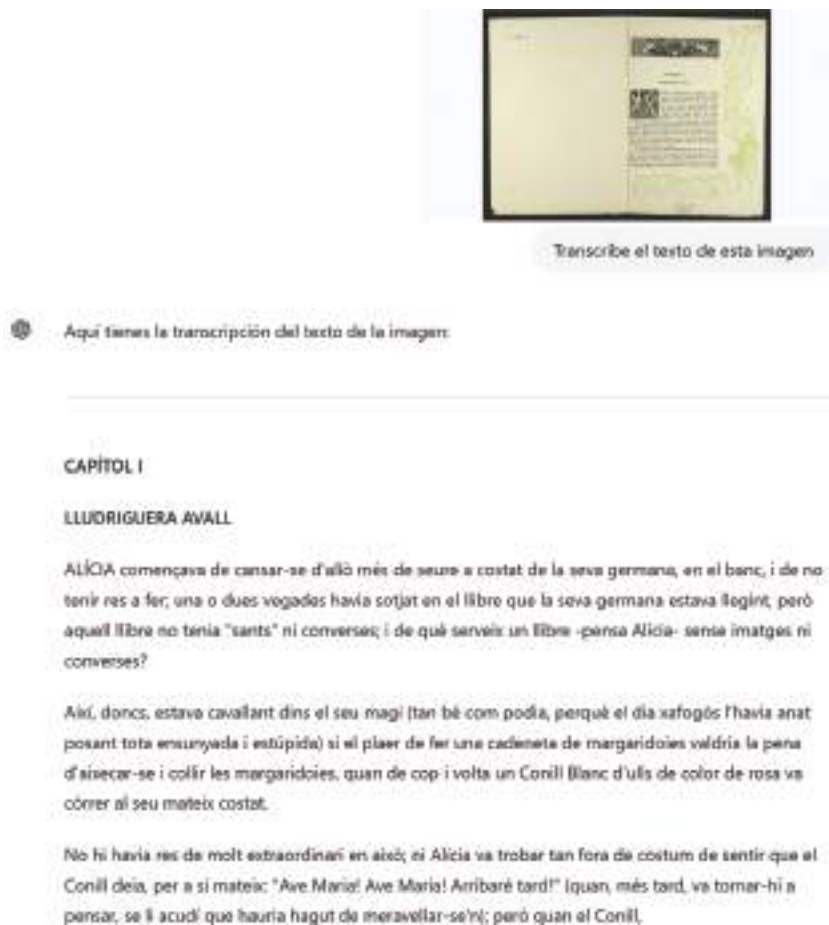 Transcribe el texto de esta imagen
Aquí tienes la transcripción del texto de la imagen:
CAPÍTOL I
LLUDRIGUERA AVALL
ALÍCIA començava de cansar-se d'allò més de seure a costat de la seva germana, en el banc, i de no
tenir res a fer; una o dues vegades havia sotjat en el llibre que la seva germana estava llegint, però
aquell llibre no tenia "sants" ni converses; i de què serveix un llibre -pensa Alícia- sense imatges ni
converses?
Així, doncs, estava cavallant dins el seu magí (tan bé com podia, perquè el dia xafogós l'havia anat
posant tota ensunyada i estúpida) si el plaer de fer una cadeneta de margaridoies valdria la pena
d'aixecar-se i collir les margaridoies, quan de cop i volta un Conill Blanc d'ulls de color de rosa va
córrer al seu mateix costat.
No hi havia res de molt extraordinari en això; ni Alícia va trobar tan fora de costum de sentir que el
Conill deia, per a si mateix: "Ave Maria! Ave Maria! Arribaré tard!" (quan, més tard, va tornar-hi a
pensar, se li acudí que hauria hagut de meravellar-se'n); però quan el Conill,